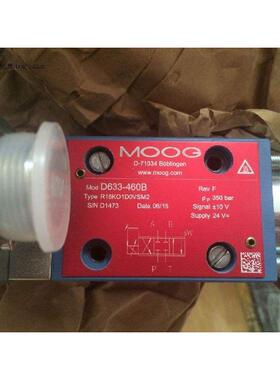 MOOG
D-71034 Böblingen
www.moog.com
Mod D633-460B
Type R16KO1D0VSM2
S/N D1473 Date 06/15
Rev F
pP 350 bar
Signal ±10 V
Supply 24 V=
A B
P T